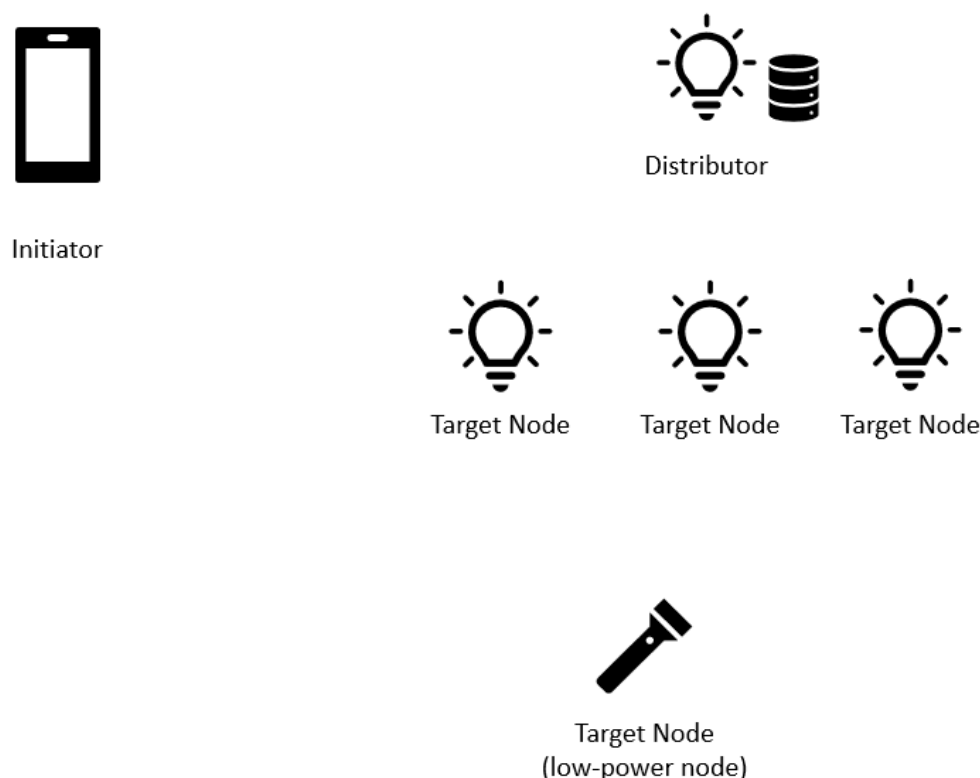 Distributor
Initiator
Target Node
Target Node
Target Node
Target Node
(low-power node)